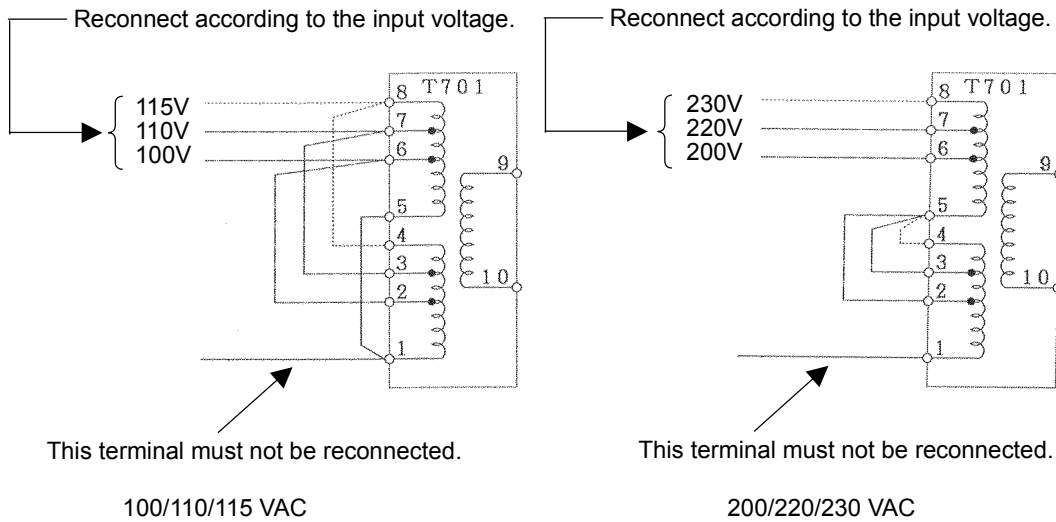 Reconnect according to the input voltage.
T701
115V
110V
100V
8
7
6
5
4
3
2
1
9
10
This terminal must not be reconnected.
100/110/115 VAC
Reconnect according to the input voltage.
T701
230V
220V
200V
8
7
6
5
4
3
2
1
9
10
This terminal must not be reconnected.
200/220/230 VAC